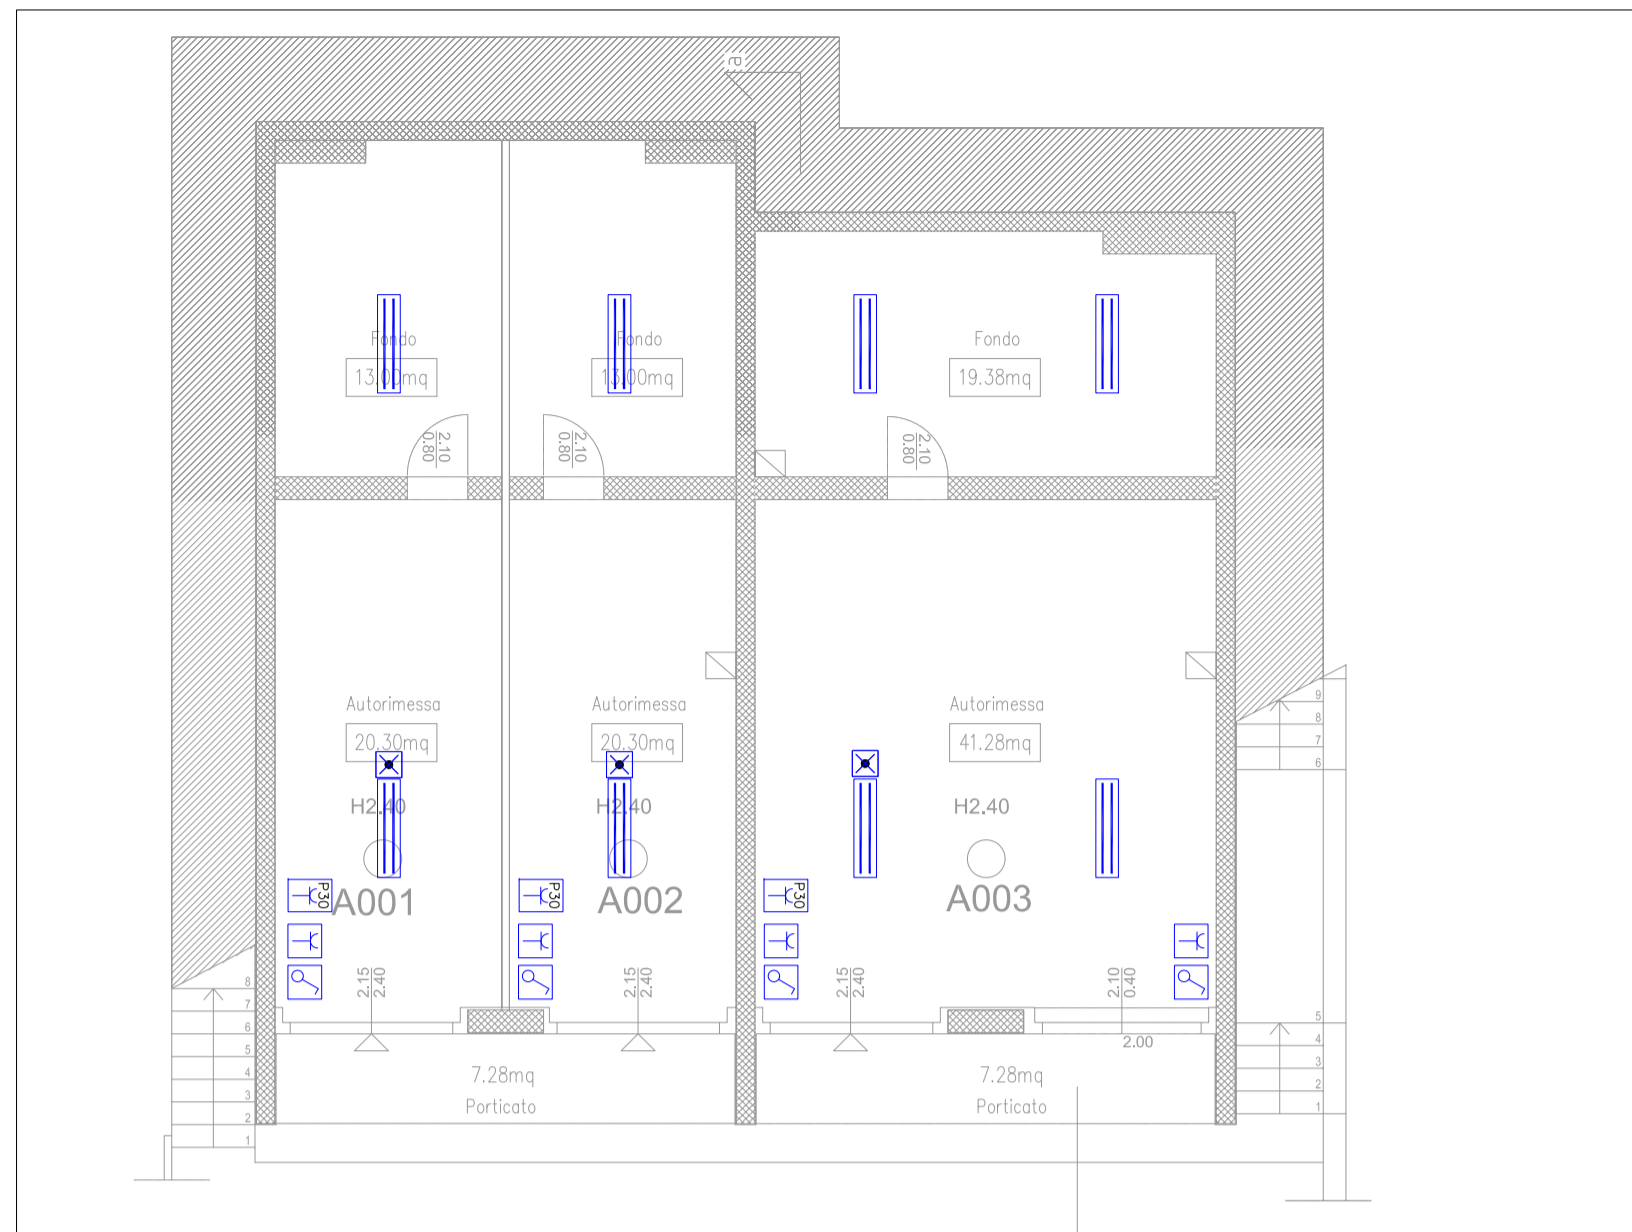 a
Fondo
13.00mq
Fondo
13.00mq
Fondo
19.38mq
2.10
0.80
2.10
0.80
2.10
0.80
Autorimessa
20.30mq
H2.40
A001
Autorimessa
20.30mq
H2.40
A002
Autorimessa
41.28mq
H2.40
A003
P30
P30
P30
2.15
2.40
2.15
2.40
2.15
2.40
2.10
0.40
2.00
7.28mq
Porticato
7.28mq
Porticato
8
7
6
5
4
3
2
1
9
8
7
6
5
4
3
2
1